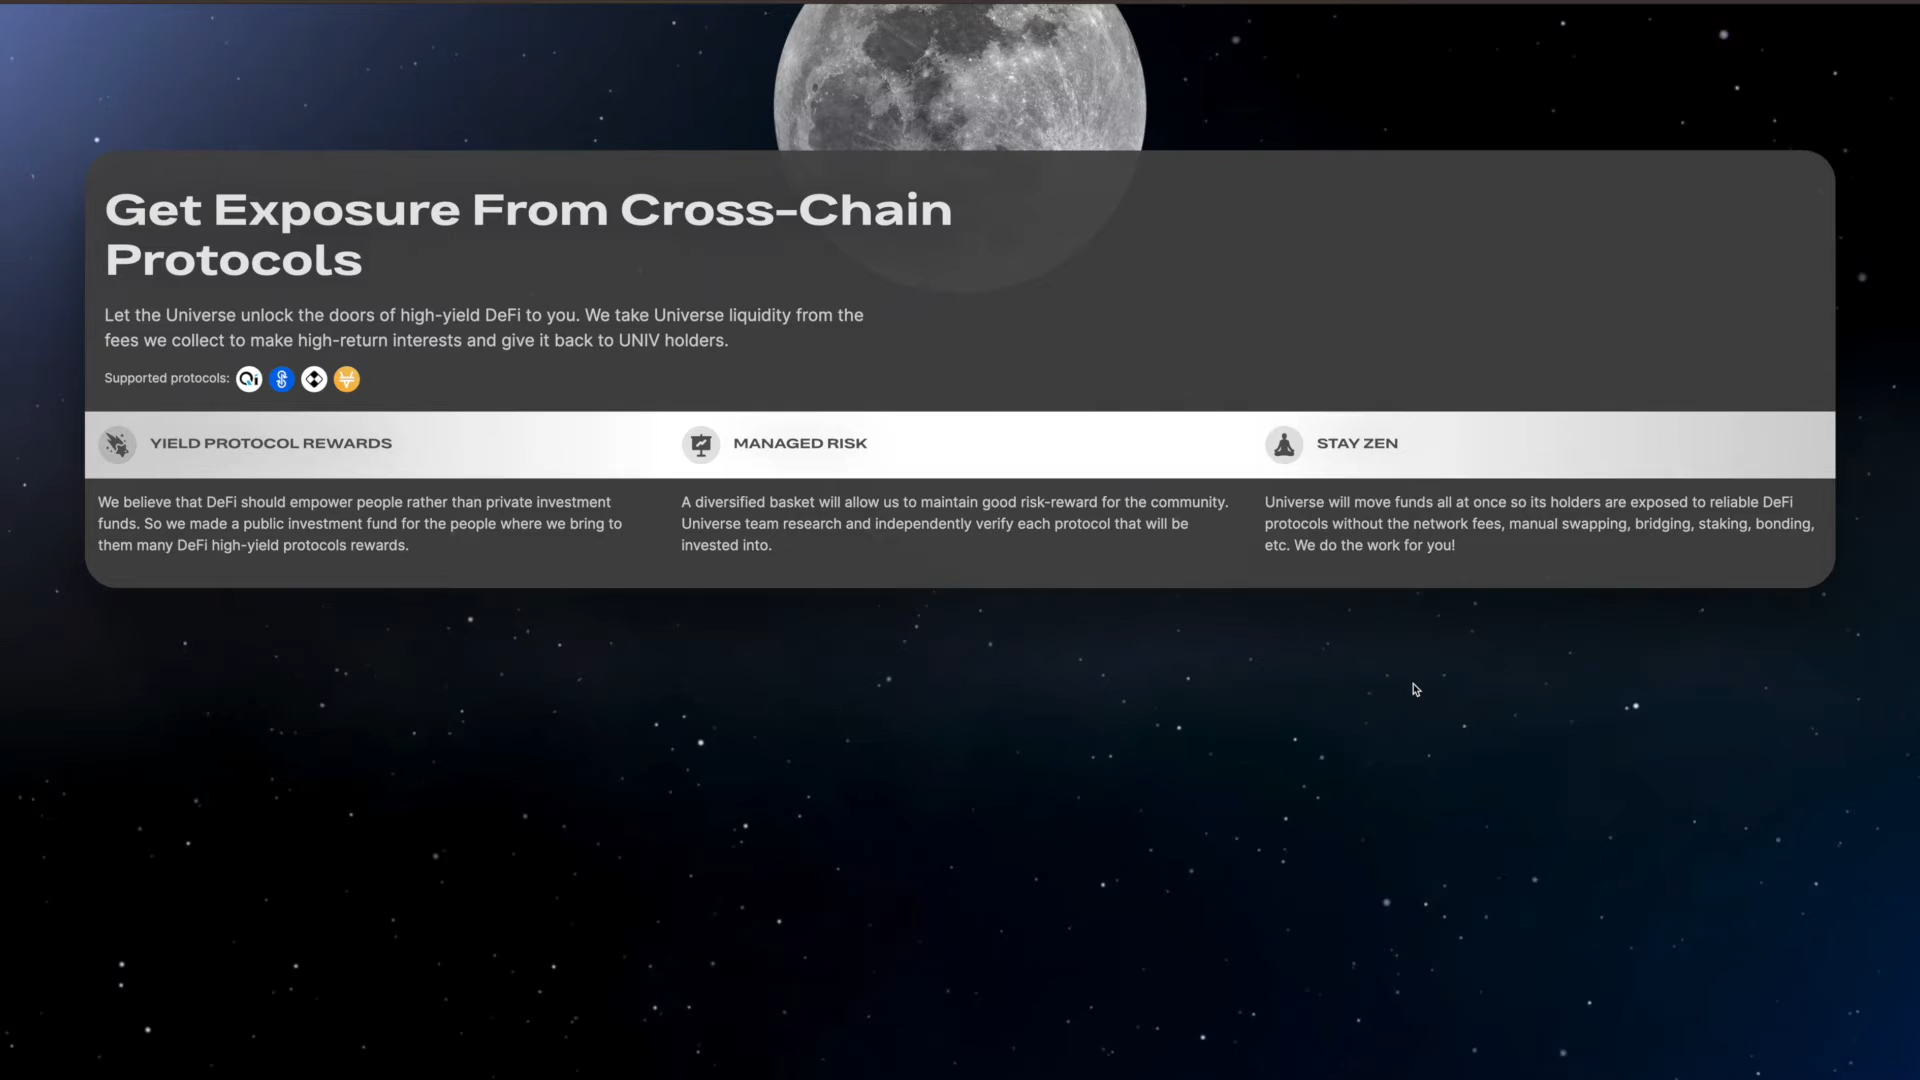 Get Exposure From Cross-Chain
Protocols
Let the Universe unlock the doors of high-yield DeFi to you. We take Universe liquidity from the
fees we collect to make high-return interests and give it back to UNIV holders.
Supported protocols: Qi
YIELD PROTOCOL REWARDS
We believe that DeFi should empower people rather than private investment
funds. So we made a public investment fund for the people where we bring to
them many DeFi high-yield protocols rewards.
MANAGED RISK
A diversified basket will allow us to maintain good risk-reward for the community.
Universe team research and independently verify each protocol that will be
invested into.
STAY ZEN
Universe will move funds all at once so its holders are exposed to reliable DeFi
protocols without the network fees, manual swapping, bridging, staking, bonding,
etc. We do the work for you!